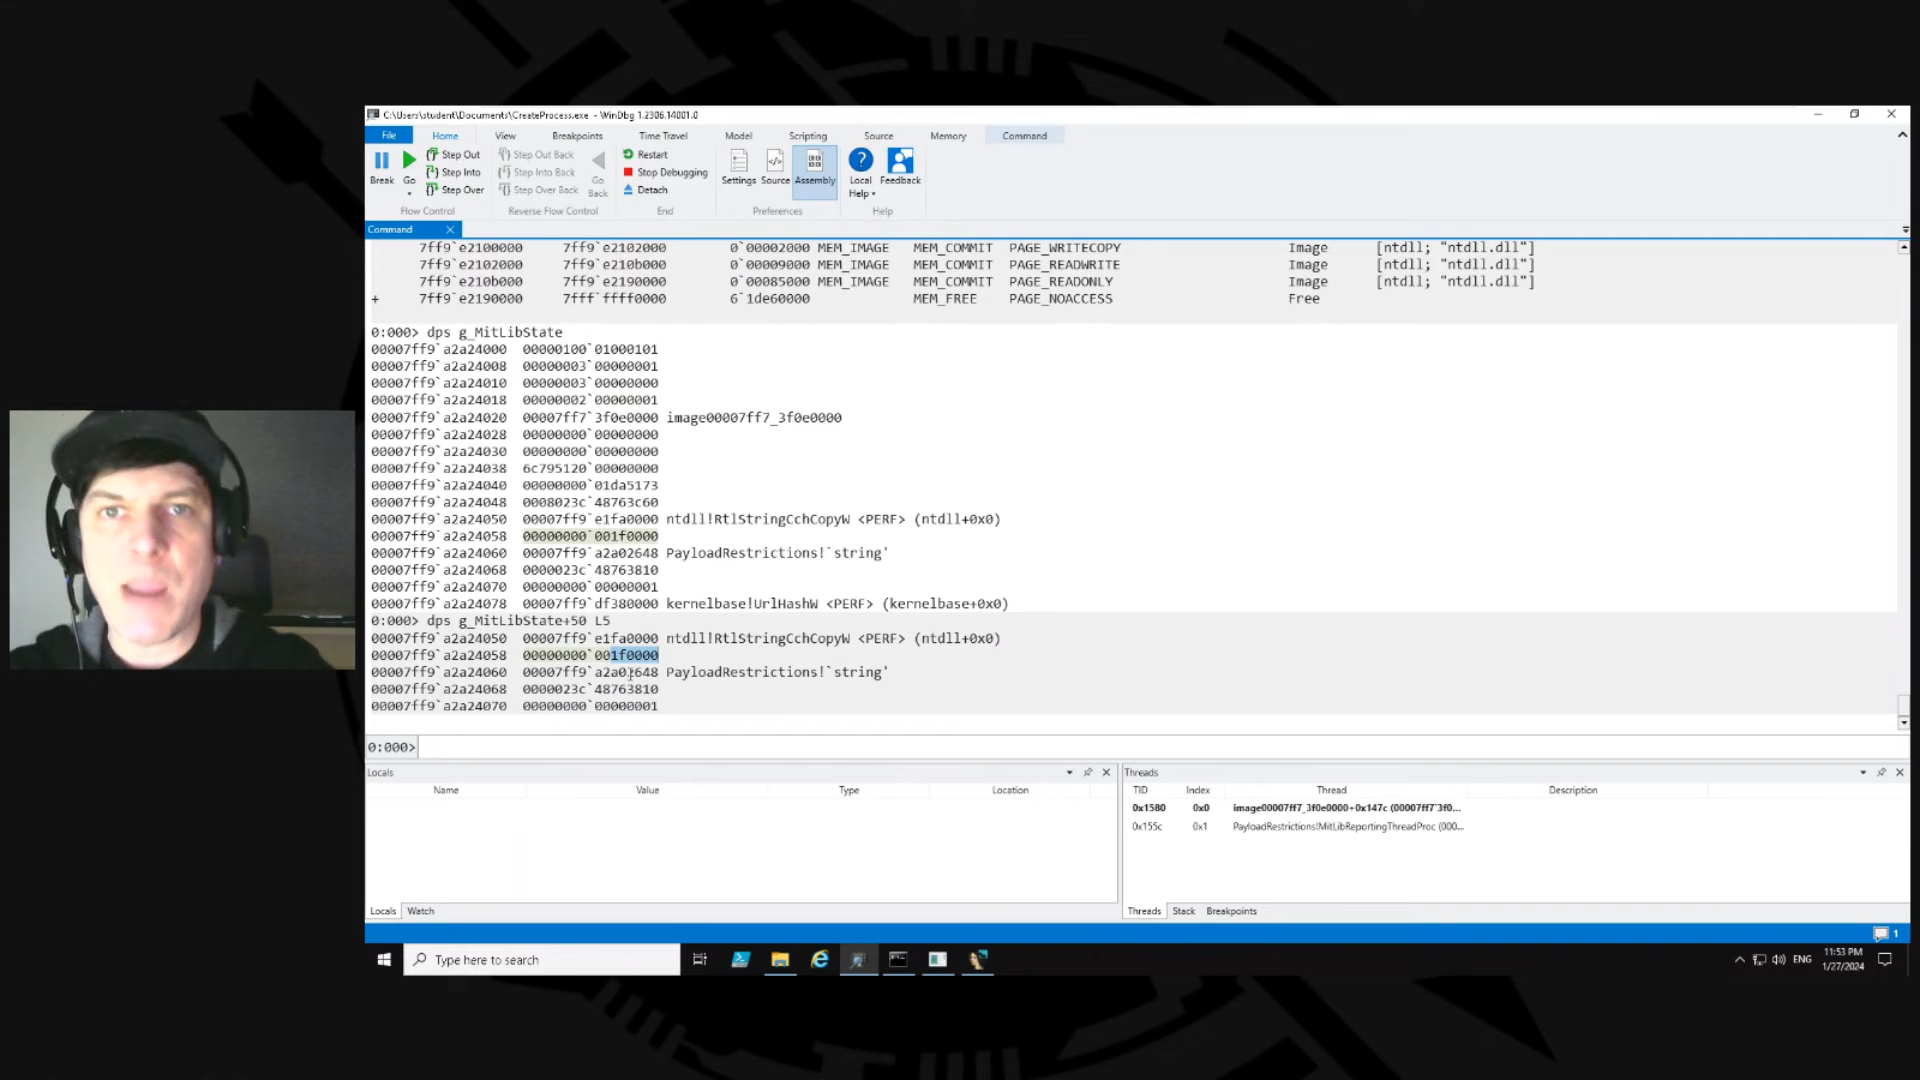 C:\Users\student\Documents\CreateProcess.exe - WinDbg 1.2306.14001.0
File Home View Breakpoints Time Travel Model Scripting Source Memory Command
Break
Go
Step Out
Step Into
Step Over
Flow Control
Step Out Back
Step Into Back
Step Over Back
Go Back
Reverse Flow Control
Restart
Stop Debugging
Detach
End
Settings Source Assembly
Preferences
Local Help Feedback
Help
Command
7ff9`e2100000 7ff9`e2102000 0`00002000 MEM_IMAGE MEM_COMMIT PAGE_WRITECOPY Image [ntdll; "ntdll.dll"]
7ff9`e2102000 7ff9`e210b000 0`00009000 MEM_IMAGE MEM_COMMIT PAGE_READWRITE Image [ntdll; "ntdll.dll"]
7ff9`e210b000 7ff9`e2190000 0`00085000 MEM_IMAGE MEM_COMMIT PAGE_READONLY Image [ntdll; "ntdll.dll"]
+ 7ff9`e2190000 7fff`ffff0000 6`1de60000 MEM_FREE PAGE_NOACCESS Free
0:000> dps g_MitLibState
00007ff9`a2a24000 00000100`01000101
00007ff9`a2a24008 00000003`00000001
00007ff9`a2a24010 00000003`00000000
00007ff9`a2a24018 00000002`00000001
00007ff9`a2a24020 00007ff7`3f0e0000 image00007ff7_3f0e0000
00007ff9`a2a24028 00000000`00000000
00007ff9`a2a24030 00000000`00000000
00007ff9`a2a24038 6c795120`00000000
00007ff9`a2a24040 00000000`01da5173
00007ff9`a2a24048 0008023c`48763c60
00007ff9`a2a24050 00007ff9`e1fa0000 ntdll!RtlStringCchCopyW <PERF> (ntdll+0x0)
00007ff9`a2a24058 00000000`001f0000
00007ff9`a2a24060 00007ff9`a2a02648 PayloadRestrictions!`string'
00007ff9`a2a24068 0000023c`48763810
00007ff9`a2a24070 00000000`00000001
00007ff9`a2a24078 00007ff9`df380000 kernelbase!UrlHashW <PERF> (kernelbase+0x0)
0:000> dps g_MitLibState+50 L5
00007ff9`a2a24050 00007ff9`e1fa0000 ntdll!RtlStringCchCopyW <PERF> (ntdll+0x0)
00007ff9`a2a24058 00000000`001f0000
00007ff9`a2a24060 00007ff9`a2a02648 PayloadRestrictions!`string'
00007ff9`a2a24068 0000023c`48763810
00007ff9`a2a24070 00000000`00000001
0:000>
Locals
Name Value Type Location
Locals Watch
Threads
TID Index Thread Description
0x1580 0x0 image00007ff7_3f0e0000+0x147c (00007ff7`3f0...
0x155c 0x1 PayloadRestrictions!MitLibReportingThreadProc (000...
Threads Stack Breakpoints
1
Type here to search
ENG
11:53 PM
1/27/2024